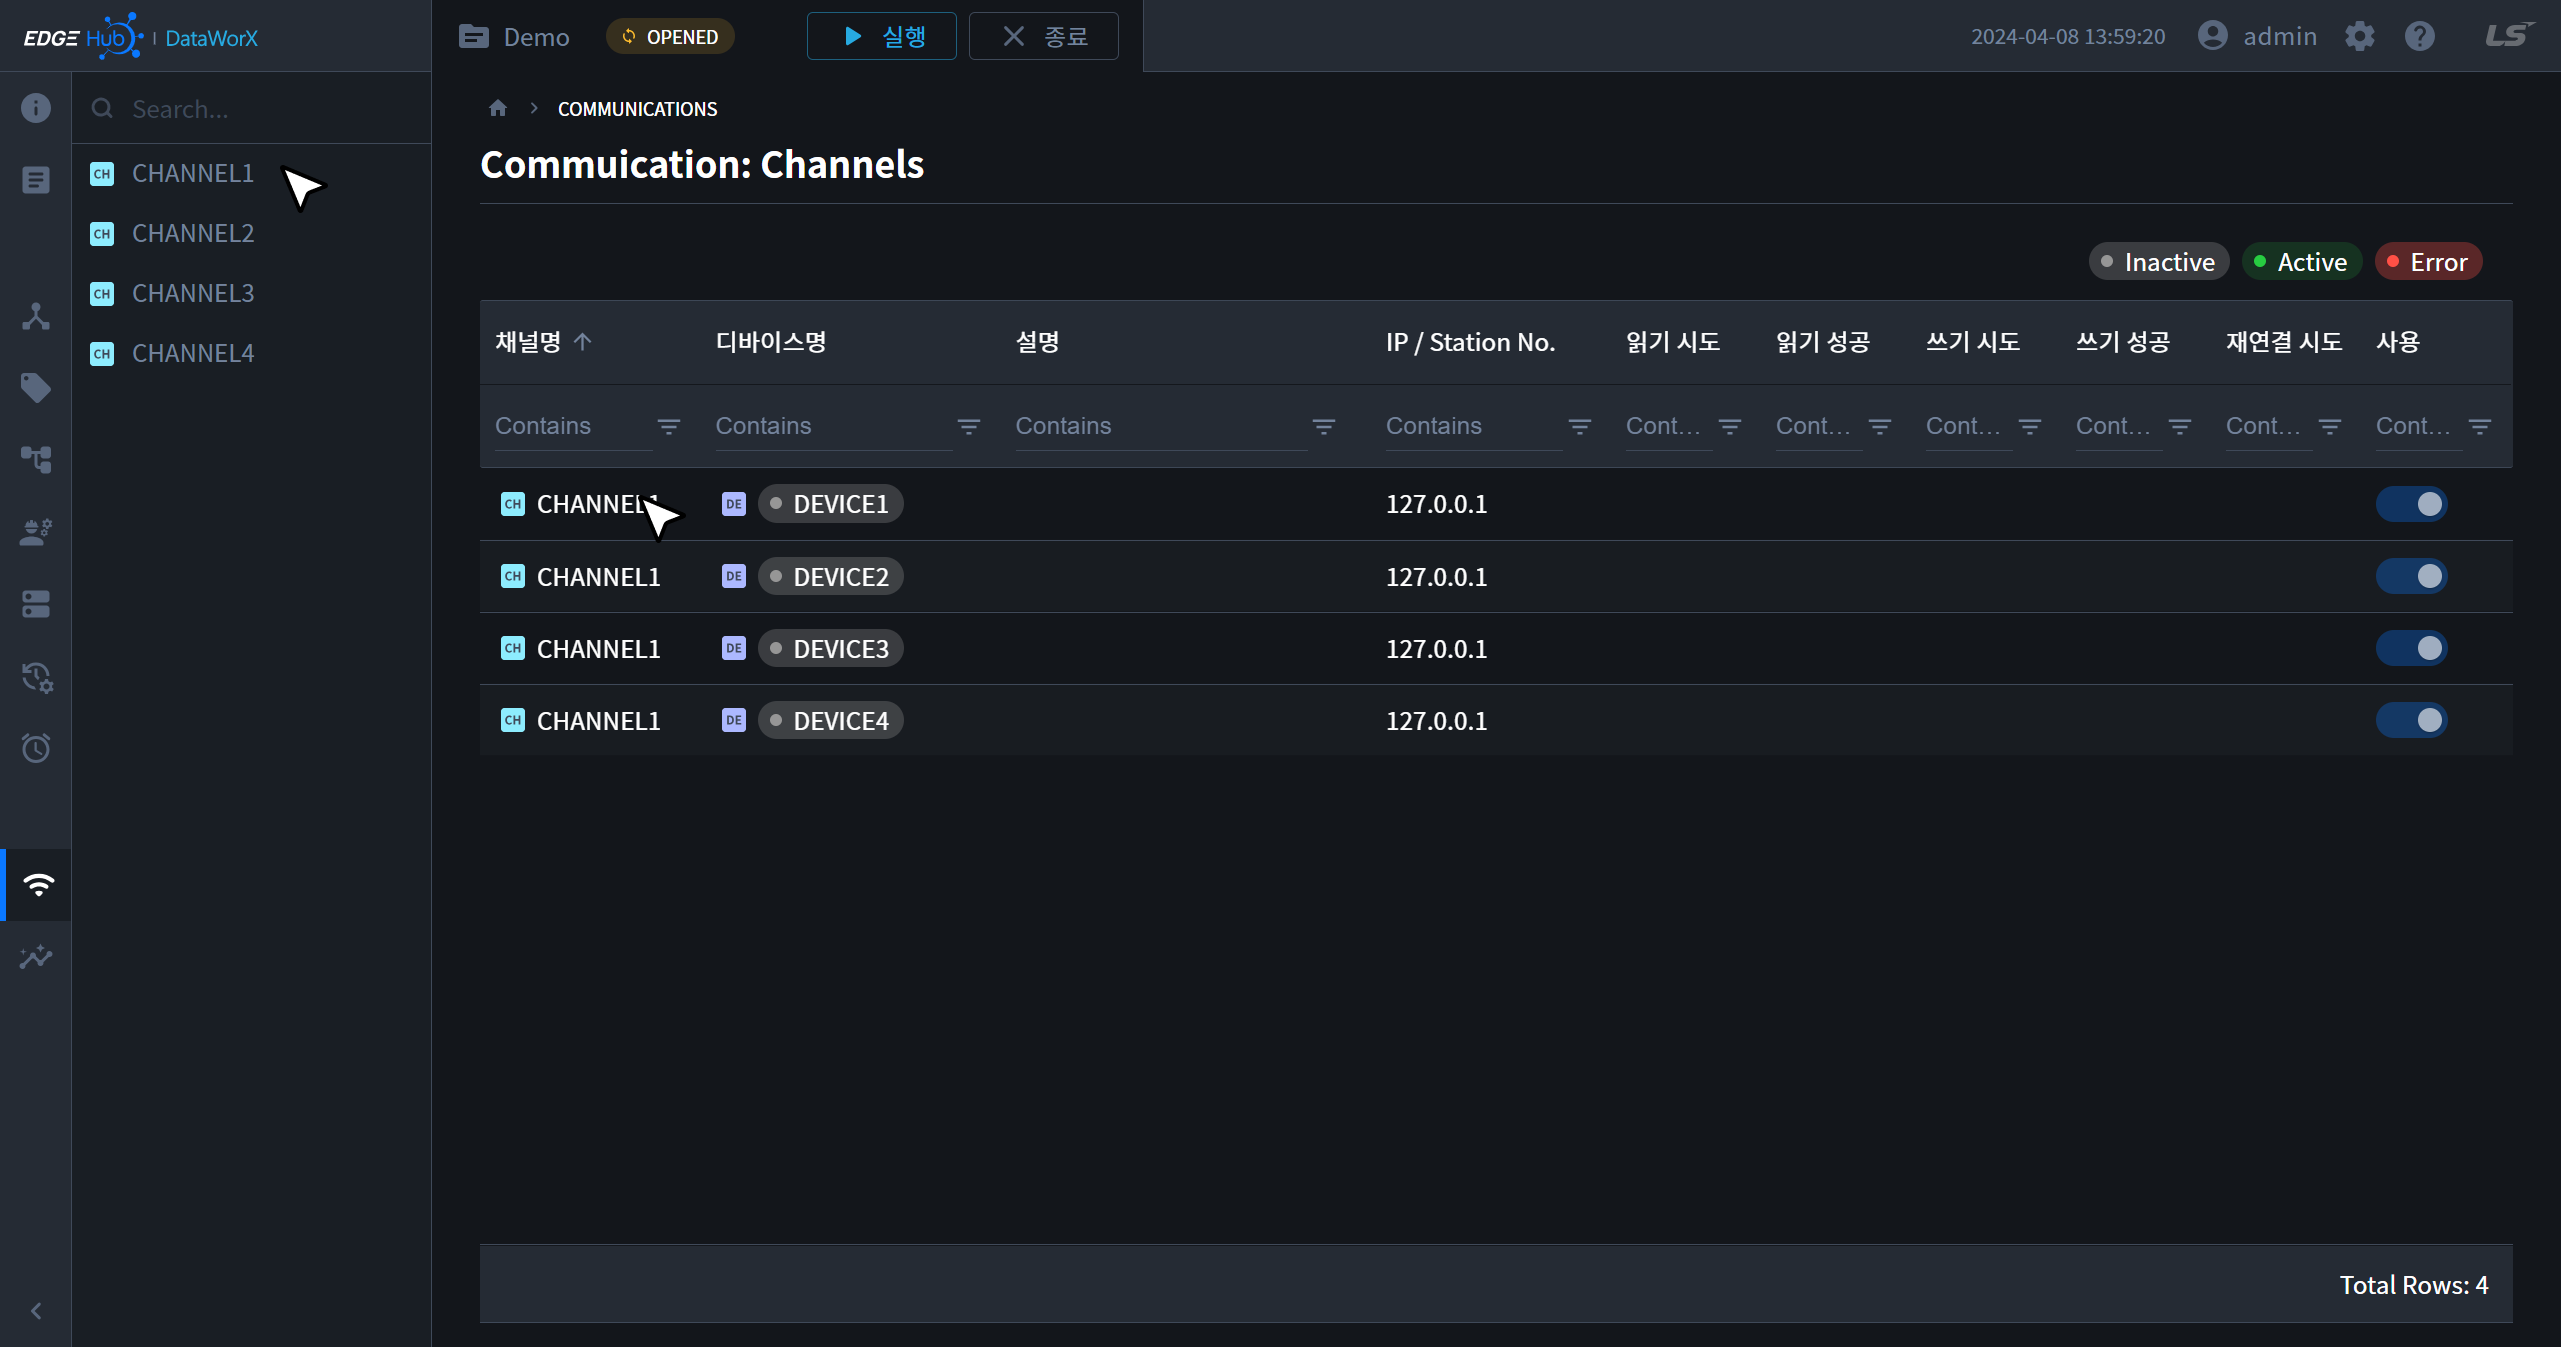 EDGE Hub | DataWorX
Demo
OPENED
실행
종료
2024-04-08 13:59:20
admin
LS
Search...
CHANNEL1
CHANNEL2
CHANNEL3
CHANNEL4
COMMUNICATIONS
Commuication: Channels
Inactive
Active
Error
채널명 디바이스명 설명 IP / Station No. 읽기 시도 읽기 성공 쓰기 시도 쓰기 성공 재연결 시도 사용
Contains Contains Contains Contains Cont... Cont... Cont... Cont... Cont... Cont...
CH CHANNEL1 DE DEVICE1 127.0.0.1
CH CHANNEL1 DE DEVICE2 127.0.0.1
CH CHANNEL1 DE DEVICE3 127.0.0.1
CH CHANNEL1 DE DEVICE4 127.0.0.1
Total Rows: 4